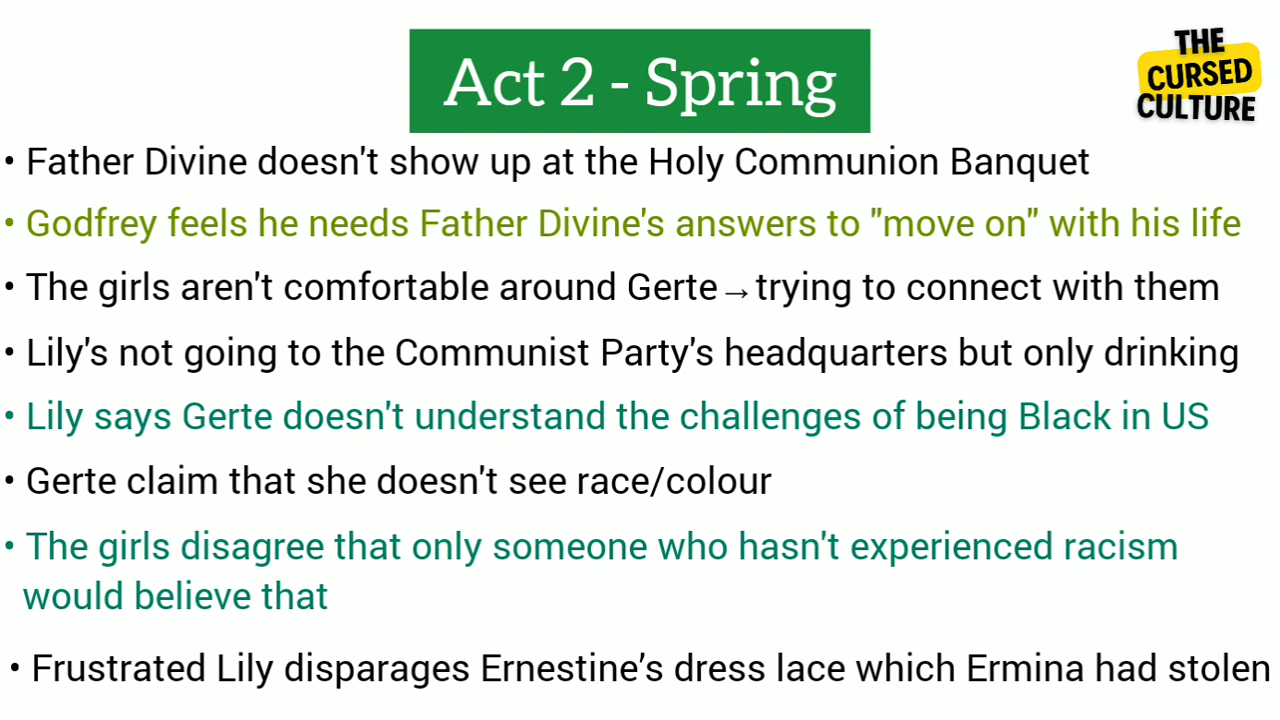 Act 2 - Spring
THE
CURSED
CULTURE
• Father Divine doesn't show up at the Holy Communion Banquet
• Godfrey feels he needs Father Divine's answers to "move on" with his life
• The girls aren't comfortable around Gerte→trying to connect with them
• Lily's not going to the Communist Party's headquarters but only drinking
• Lily says Gerte doesn't understand the challenges of being Black in US
• Gerte claim that she doesn't see race/colour
• The girls disagree that only someone who hasn't experienced racism
would believe that
• Frustrated Lily disparages Ernestine’s dress lace which Ermina had stolen